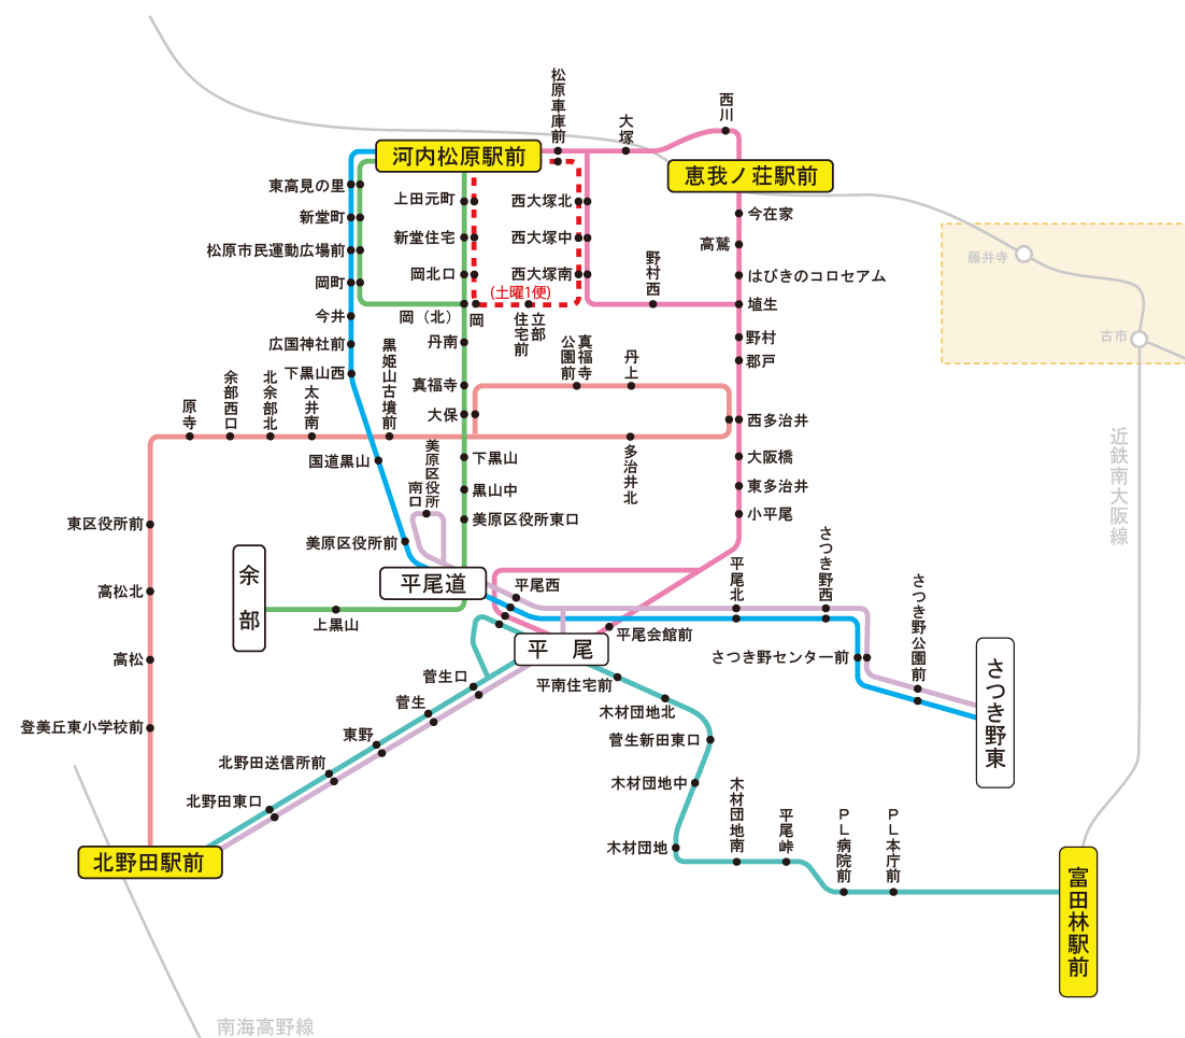 松原車庫前
大塚
西川
河内松原駅前
恵我ノ荘駅前
東高見の里
新堂町
松原市民運動広場前
岡町
今井
広国神社前
下黒山西
上田元町
新堂住宅
岡北口
岡（北）
岡
(土曜1便)
西大塚北
西大塚中
西大塚南
立部
住宅前
野村西
今在家
高鷲
はびきのコロセアム
埴生
野村
郡戸
西多治井
大阪橋
東多治井
小平尾
藤井寺
古市
近鉄南大阪線
丹南
真福寺
大保
真福寺
公園前
丹上
黒姫山古墳前
原寺
余部西口
北余部北
太井南
国道黒山
美原区役所
南口
下黒山
黒山中
美原区役所東口
多治井北
美原区役所前
東区役所前
高松北
高松
登美丘東小学校前
余部
上黒山
平尾道
平尾西
平尾
平尾会館前
平尾北
さつき野西
さつき野センター前
さつき野公園前
さつき野東
菅生口
菅生
東野
北野田送信所前
北野田東口
北野田駅前
平南住宅前
木材団地北
菅生新田東口
木材団地中
木材団地
木材団地南
平尾峠
ＰＬ病院前
ＰＬ本庁前
富田林駅前
南海高野線